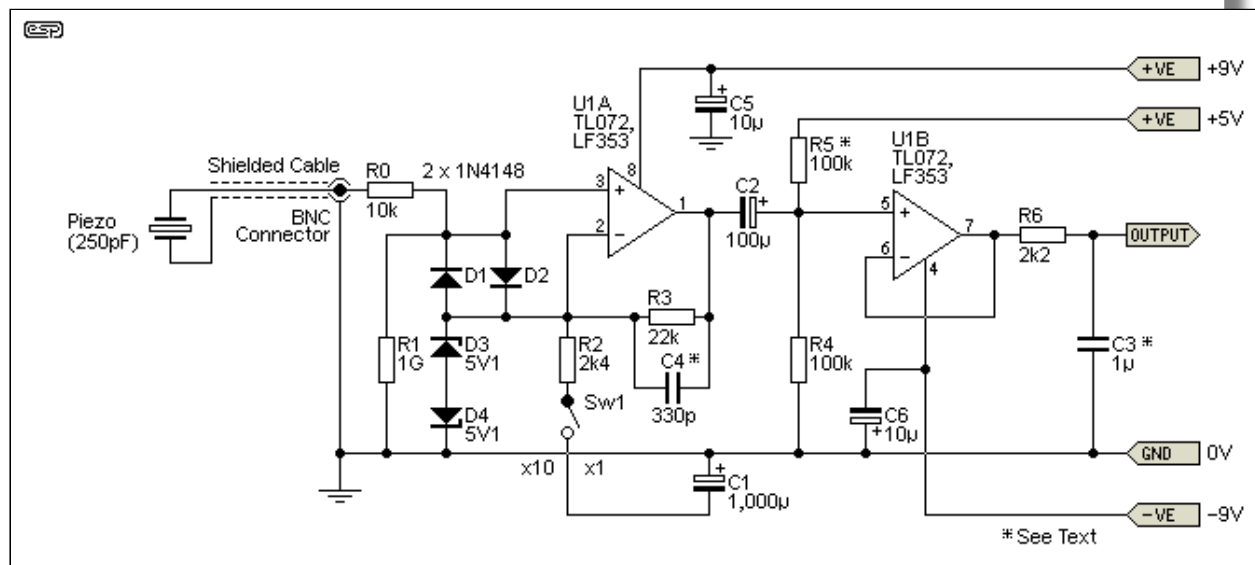 esp
+VE +9V
U1A
TL072,
LF353
C5
10µ
+
+VE +5V
Shielded Cable
R0
10k
2 x 1N4148
8
3
+
2
-
1
C2
+
100µ
R5 *
100k
U1B
TL072,
LF353
5
+
6
-
7
4
R6
2k2
OUTPUT
Piezo
(250pF)
BNC
Connector
D1
D2
R3
22k
R1
1G
D3
5V1
R2
2k4
C4 *
330p
R4
100k
C3 *
1µ
D4
5V1
Sw1
C6
10µ
+
x10 x1
+
C1
1,000µ
GND 0V
-VE -9V
* See Text